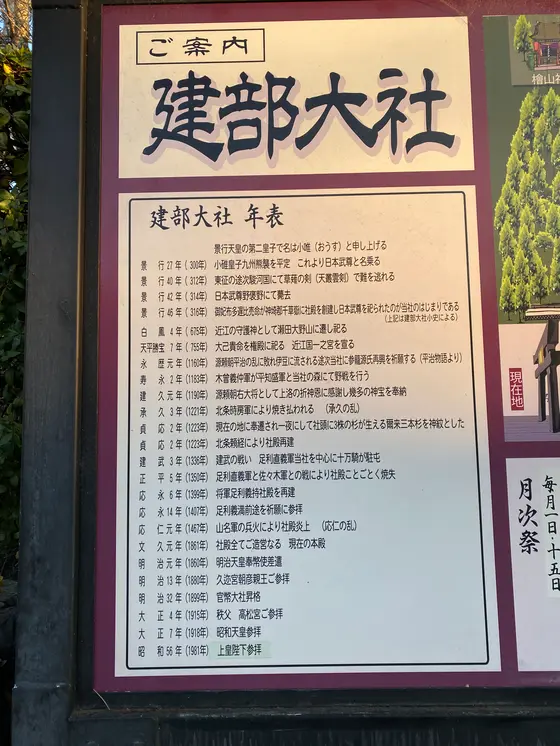 ご案内
建部大社
建部大社 年表
景行天皇の第二皇子で名は小唯（おうす）と申し上げる
景行27年(300年) 小碓皇子九州熊襲を平定 これより日本武尊と名乗る
景行40年(312年) 東征の途次駿河国にて草薙の剣（天叢雲剣）で難を逃れる
景行42年(314年) 日本武尊野褒野にて薨去
景行46年(316年) 御妃布多遅比売命が神崎郡千草嶽に社殿を創建し日本武尊を祀られたのが当社のはじまりである
（上記は建部大社小史による）
白鳳4年(675年) 近江の守護神として瀬田大野山に遷し祀る
天平勝宝7年(755年) 大己貴命を権殿に祀る 近江国一之宮を宣る
永歴元年(1160年) 源頼朝平治の乱に敗れ伊豆に流される途次当社に参籠源氏再興を祈願する（平治物語より）
寿永2年(1183年) 木曽義仲軍が平知盛軍と当社の森にて野戦を行う
建久元年(1190年) 源頼朝右大将として上洛の折神恩に感謝し幾多の神宝を奉納
承久3年(1221年) 北条時房軍により焼き払われる （承久の乱）
貞応2年(1223年) 現在の地に奉遷され一夜にして社頭に3株の杉が生える爾来三本杉を神紋とした
貞応2年(1223年) 北条頼経により社殿再建
建武3年(1336年) 建武の戦い 足利直義軍当社を中心に十万騎が駐屯
正平5年(1350年) 足利直義軍と佐々木軍との戦により社殿ことごとく焼失
応永6年(1399年) 将軍足利義持社殿を再建
応永14年(1407年) 足利義満前途を祈願に参拝
応仁元年(1467年) 山名軍の兵火により社殿炎上 （応仁の乱）
文久元年(1861年) 社殿全てご造営なる 現在の本殿
明治元年(1860年) 明治天皇奉幣使差遣
明治13年(1880年) 久迩宮朝彦親王ご参拝
明治32年(1899年) 官幣大社昇格
大正4年(1915年) 秩父 高松宮ご参拝
大正7年(1918年) 昭和天皇参拝
昭和56年(1981年) 上皇陛下参拝
檜山神
現在地
毎月一日・十五日
月次祭